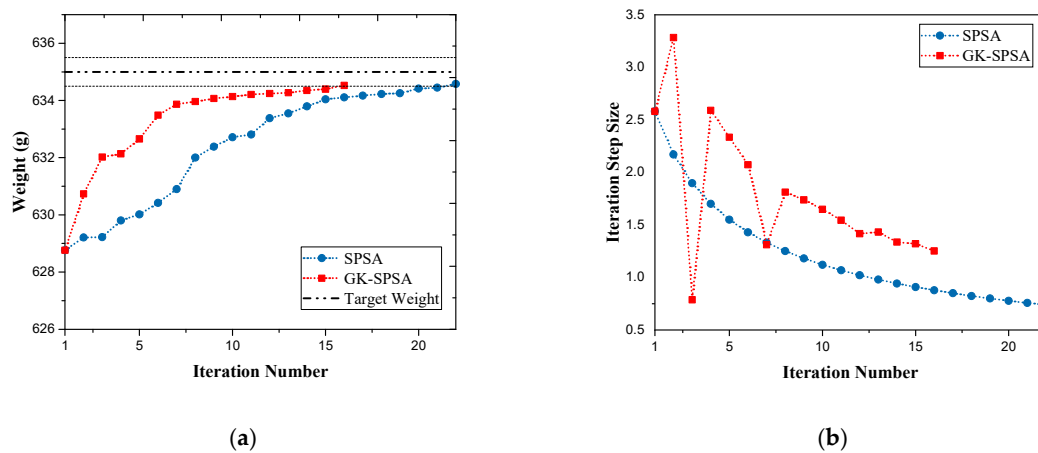 636
634
632
630
628
626
Weight (g)
SPSA
GK-SPSA
Target Weight
1
5
10
15
20
Iteration Number
(a)
3.5
3.0
2.5
2.0
1.5
1.0
0.5
Iteration Step Size
SPSA
GK-SPSA
1
5
10
15
20
Iteration Number
(b)